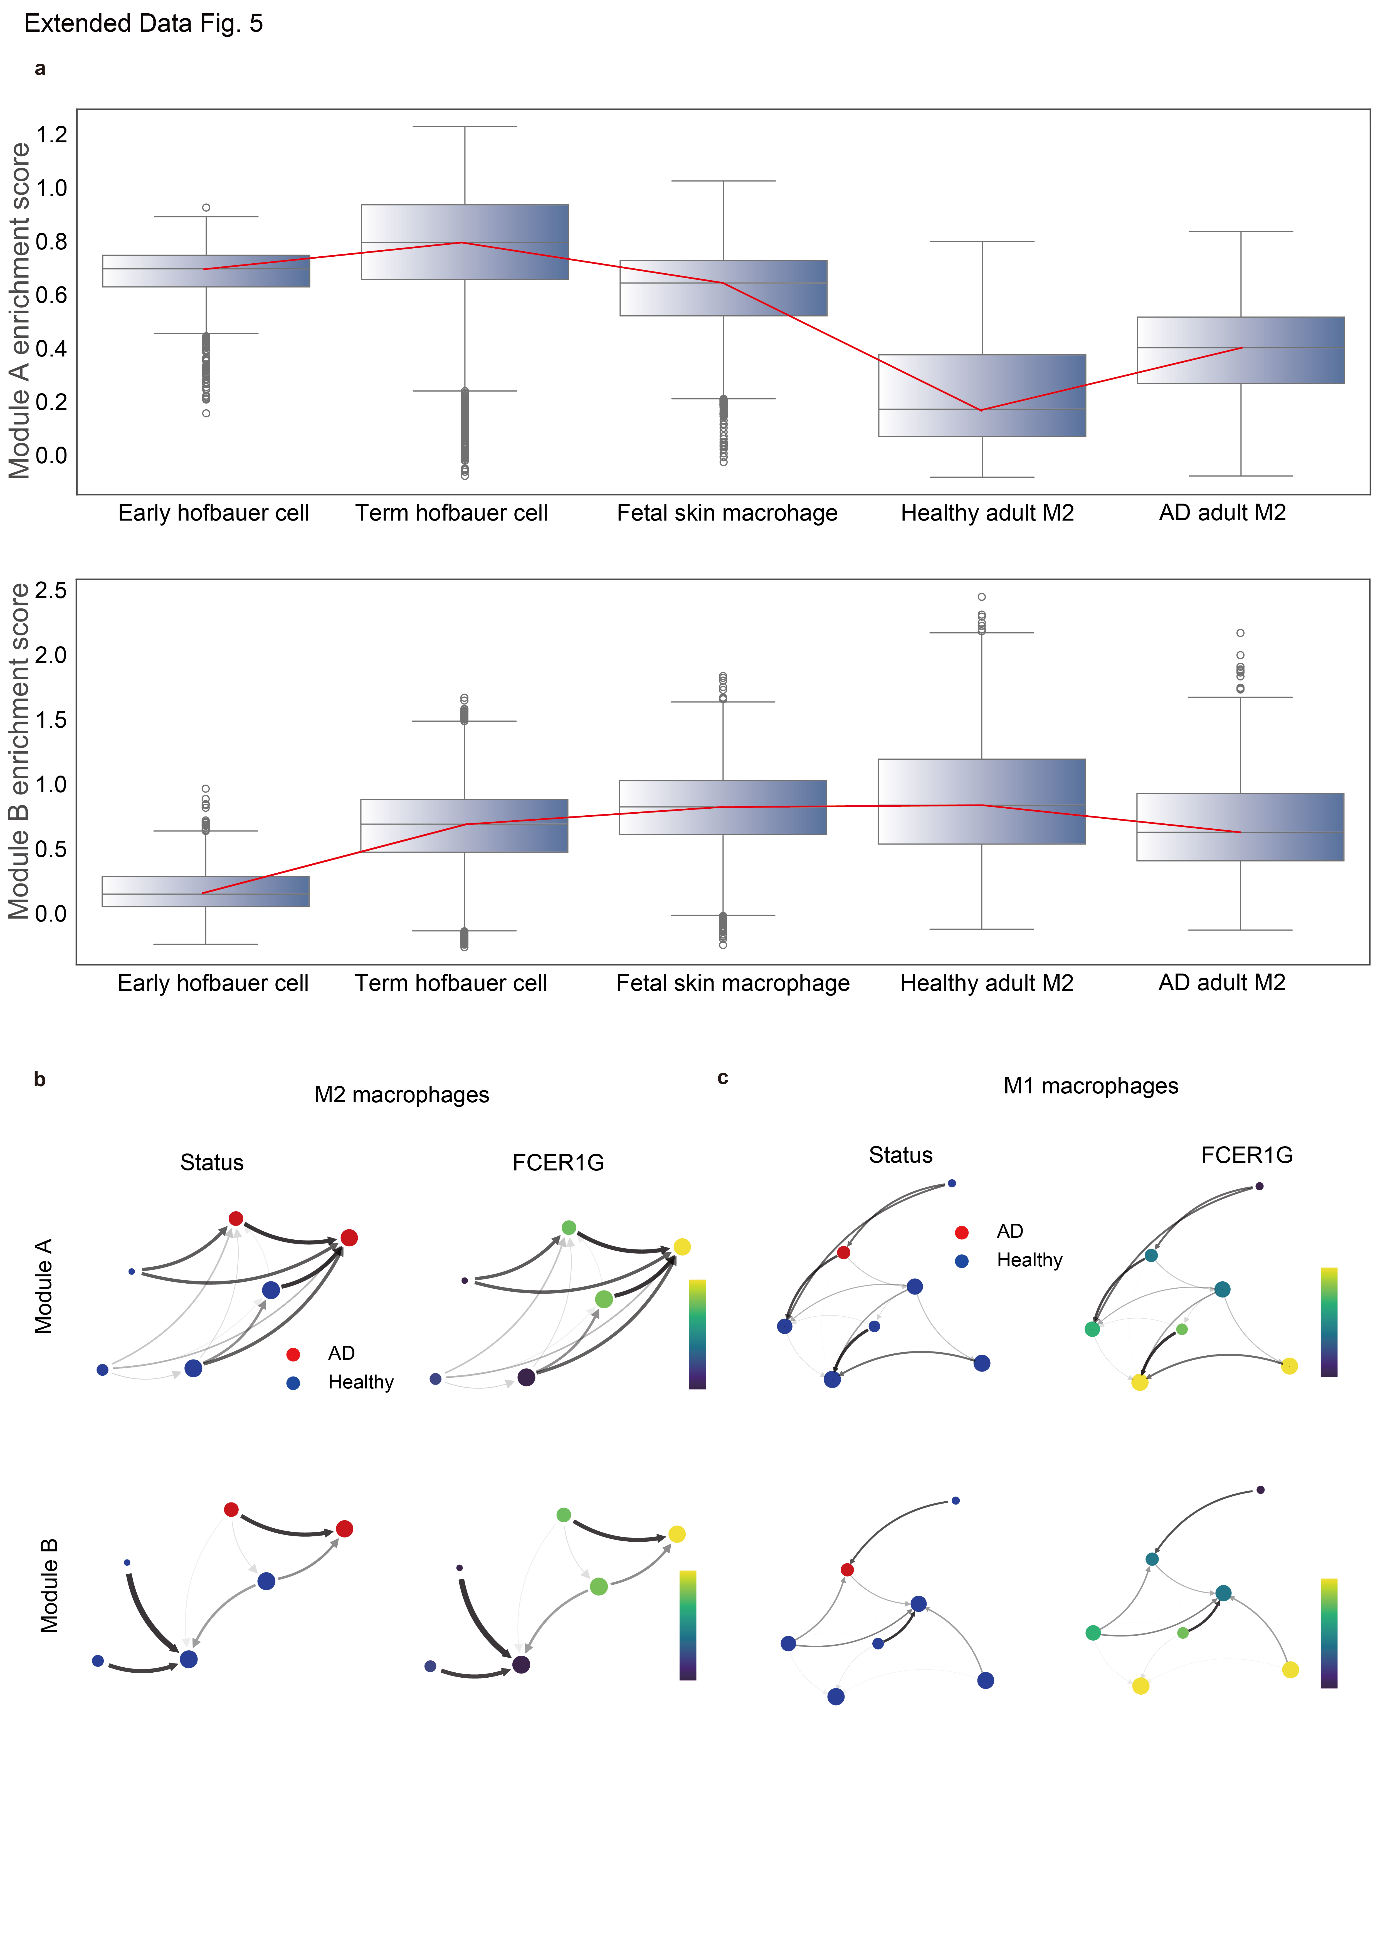 Extended Data Fig. 5
a
Module A enrichment score
1.2
1.0
0.8
0.6
0.4
0.2
0.0
Early hofbauer cell
Term hofbauer cell
Fetal skin macrohage
Healthy adult M2
AD adult M2
Module B enrichment score
2.5
2.0
1.5
1.0
0.5
0.0
Early hofbauer cell
Term hofbauer cell
Fetal skin macrophage
Healthy adult M2
AD adult M2
b
M2 macrophages
Status
FCER1G
Module A
AD
Healthy
Module B
c
M1 macrophages
Status
FCER1G
AD
Healthy